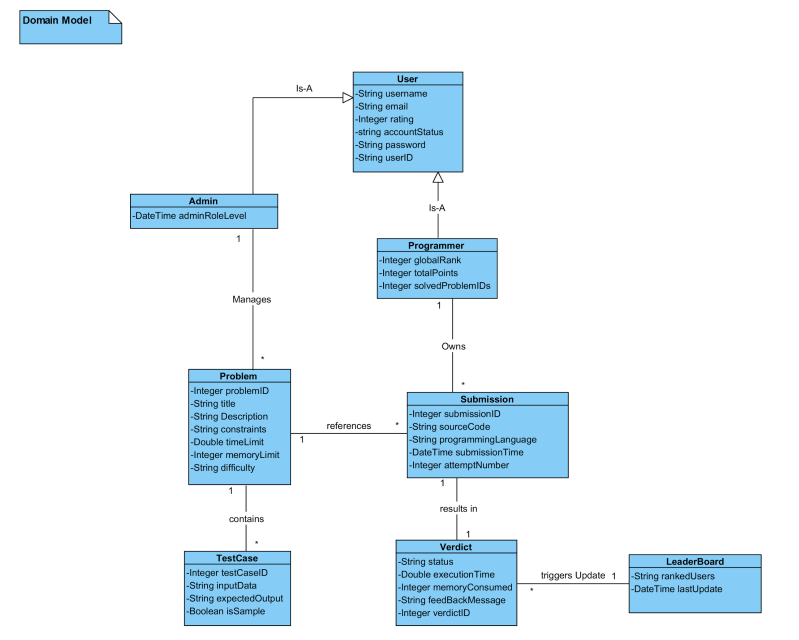 Domain Model
User
-String username
-String email
-Integer rating
-string accountStatus
-String password
-String userID
Is-A
Admin
-DateTime adminRoleLevel
Is-A
Programmer
-Integer globalRank
-Integer totalPoints
-Integer solvedProblemIDs
1
Manages
*
1
Owns
*
Problem
-Integer problemID
-String title
-String Description
-String constraints
-Double timeLimit
-Integer memoryLimit
-String difficulty
1
references
*
Submission
-Integer submissionID
-String sourceCode
-String programmingLanguage
-DateTime submissionTime
-Integer attemptNumber
1
contains
*
1
results in
1
TestCase
-Integer testCaseID
-String inputData
-String expectedOutput
-Boolean isSample
Verdict
-String status
-Double executionTime
-Integer memoryConsumed
-String feedBackMessage
-Integer verdictID
*
triggers Update
1
LeaderBoard
-String rankedUsers
-DateTime lastUpdate